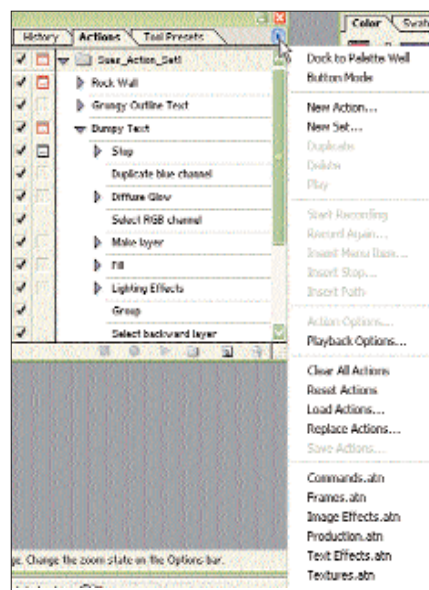 Color
Swatch
History
Actions
Tool Presets
Sues_Action_Set1
Rock Wall
Grungy Outline Text
Bumpy Text
Stop
Duplicate blue channel
Diffuse Glow
Select RGB channel
Make layer
Fill
Lighting Effects
Group
Select backward layer
Dock to Palette Well
Button Mode
New Action...
New Set...
Duplicate
Delete
Play
Start Recording
Record Again...
Insert Menu Item...
Insert Stop...
Insert Path
Action Options...
Playback Options...
Clear All Actions
Reset Actions
Load Actions...
Replace Actions...
Save Actions...
Commands.atn
Frames.atn
Image Effects.atn
Production.atn
Text Effects.atn
Textures.atn
ge. Change the zoom state on the Options bar.